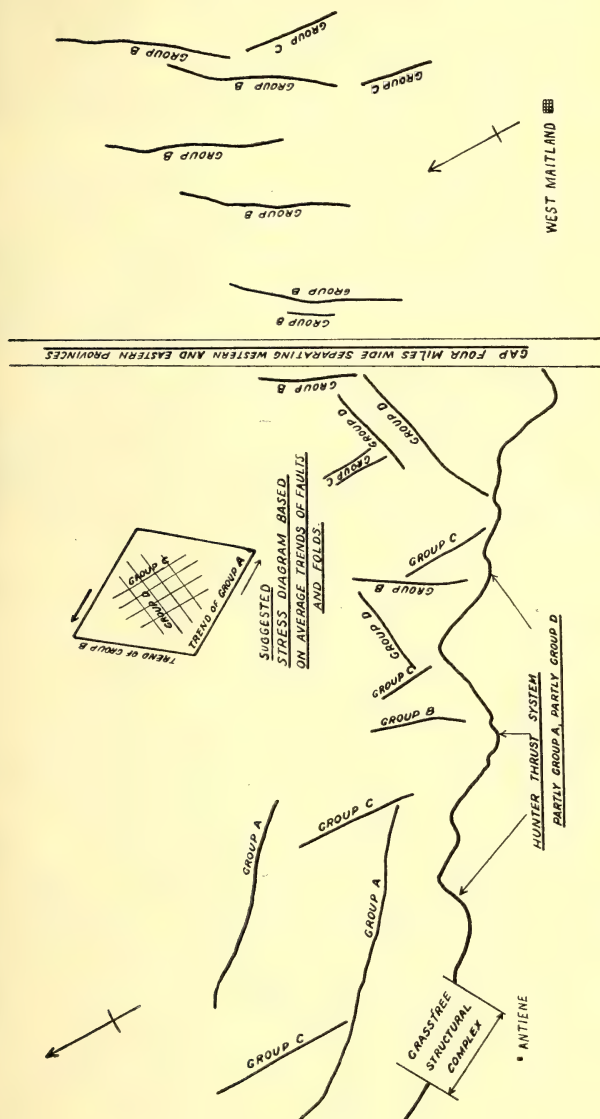 GROUP B
GROUP C
GROUP B
GROUP C
GROUP B
GROUP B
GROUP B
GROUP B
WEST MAITLAND
GAP FOUR MILES WIDE SEPARATING WESTERN AND EASTERN PROVINCES
GROUP B
GROUP D
GROUP D
GROUP C
TREND OF GROUP B
GROUP C
GROUP D
TREND OF GROUP A
SUGGESTED
STRESS DIAGRAM BASED
ON AVERAGE TRENDS OF FAULTS
AND FOLDS.
GROUP C
GROUP B
GROUP D
GROUP C
GROUP B
HUNTER THRUST SYSTEM
PARTLY GROUP A, PARTLY GROUP D
GROUP C
GROUP A
GROUP A
GROUP C
GRASSTREE
STRUCTURAL
COMPLEX
ANTIENE